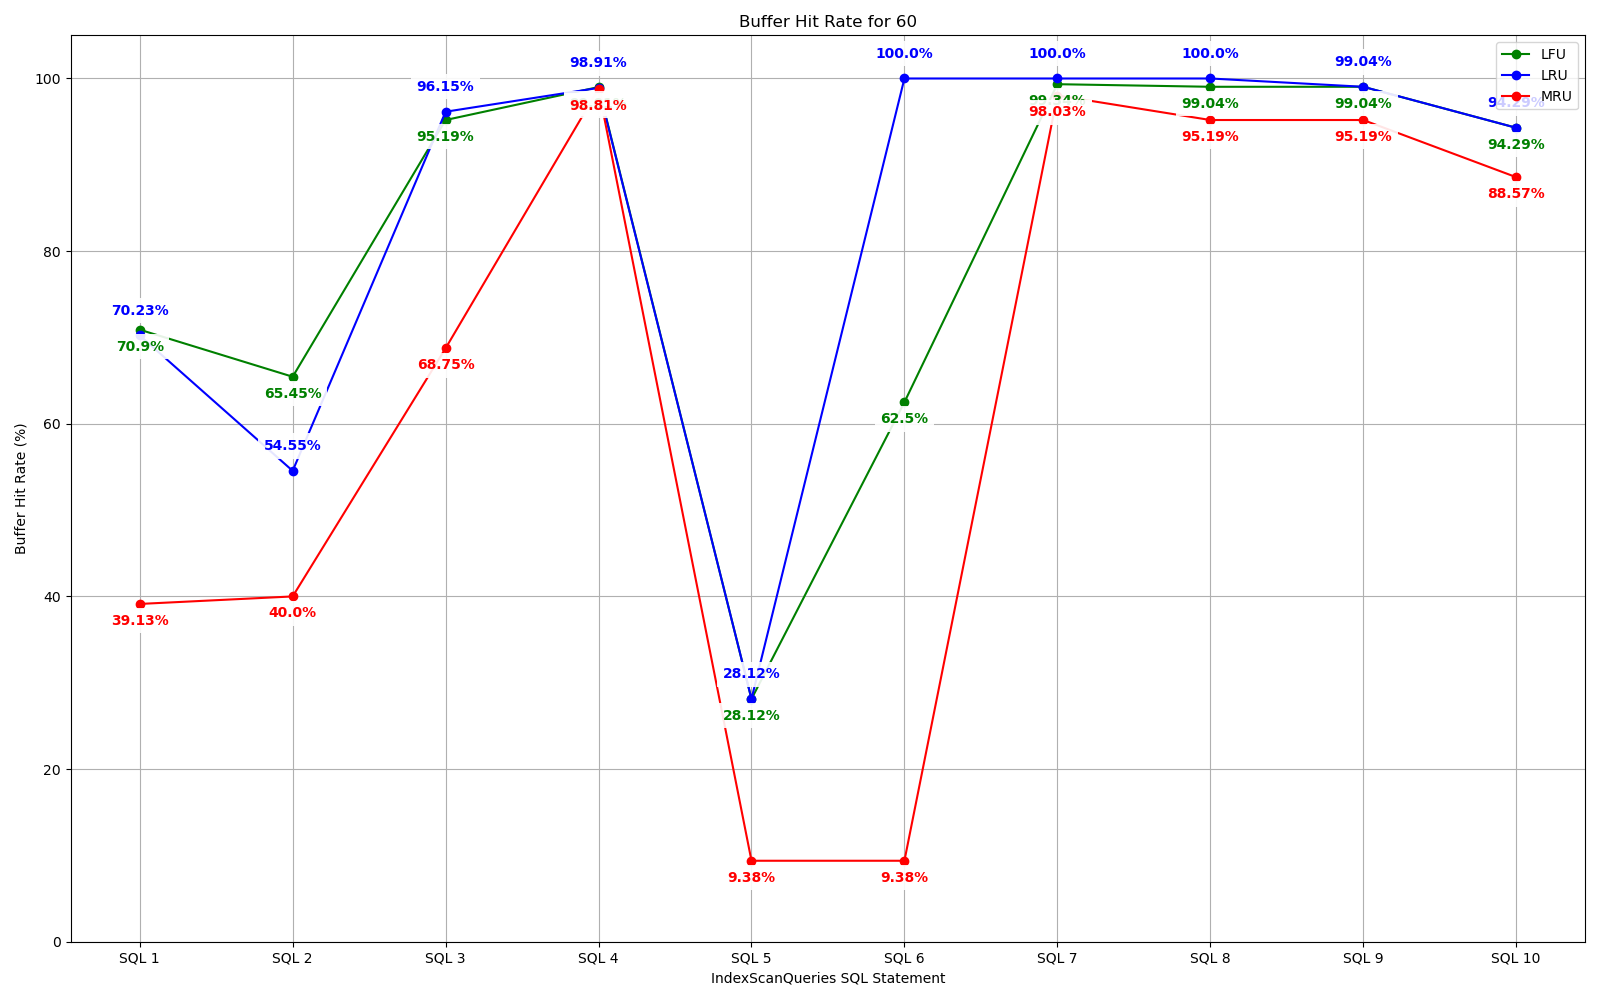 Buffer Hit Rate for 60
LFU
LRU
MRU
Buffer Hit Rate (%)
100
80
60
40
20
0
70.23%
70.9%
39.13%
65.45%
54.55%
40.0%
96.15%
95.19%
68.75%
98.91%
98.81%
28.12%
28.12%
9.38%
100.0%
62.5%
9.38%
100.0%
99.34%
98.03%
100.0%
99.04%
95.19%
99.04%
99.04%
95.19%
94.29%
94.29%
88.57%
SQL 1
SQL 2
SQL 3
SQL 4
SQL 5
SQL 6
SQL 7
SQL 8
SQL 9
SQL 10
IndexScanQueries SQL Statement